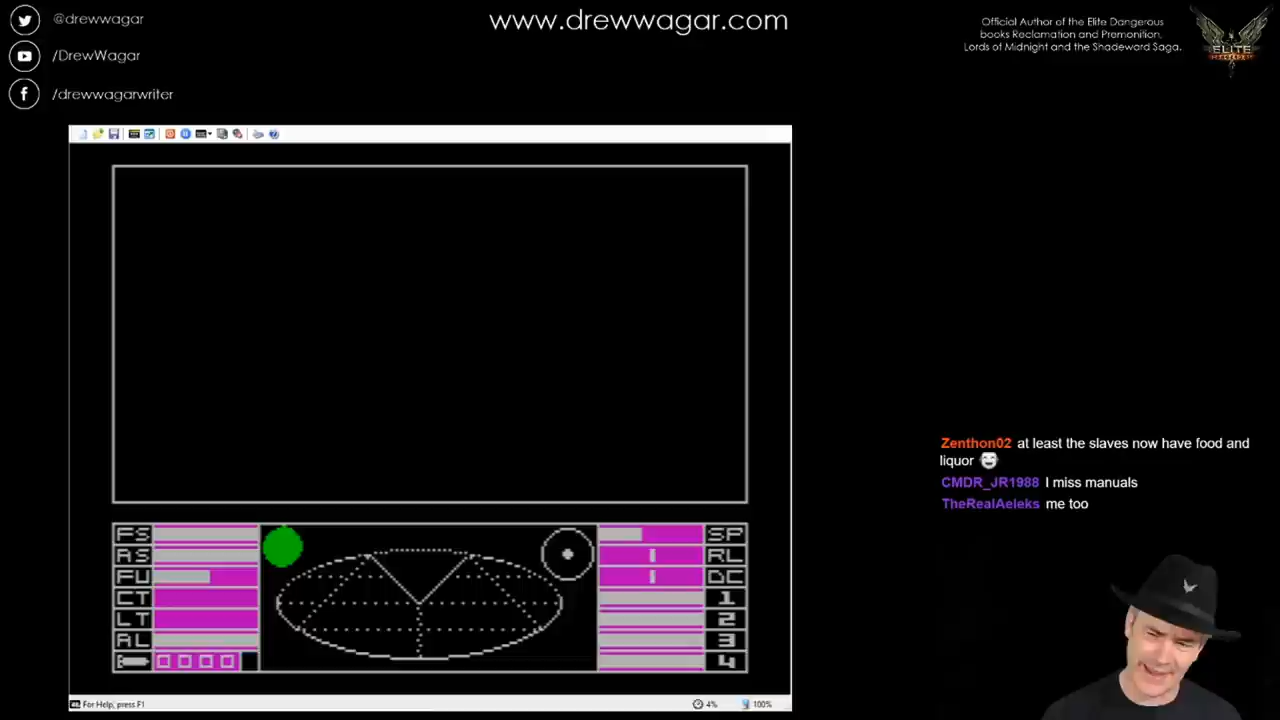 @drewwagar
/DrewWagar
/drewwagarwriter
www.drewwagar.com
Official Author of the Elite Dangerous
books Reclamation and Premonition,
Lords of Midnight and the Shadeward Saga.
ELITE
Zenthon02 at least the slaves now have food and
liquor
CMDR_JR1988 I miss manuals
TheRealAeleks me too
FS
AS
FU
CT
LT
AL
SP
RL
DC
1
2
3
4
For Help, press F1
4%
100%